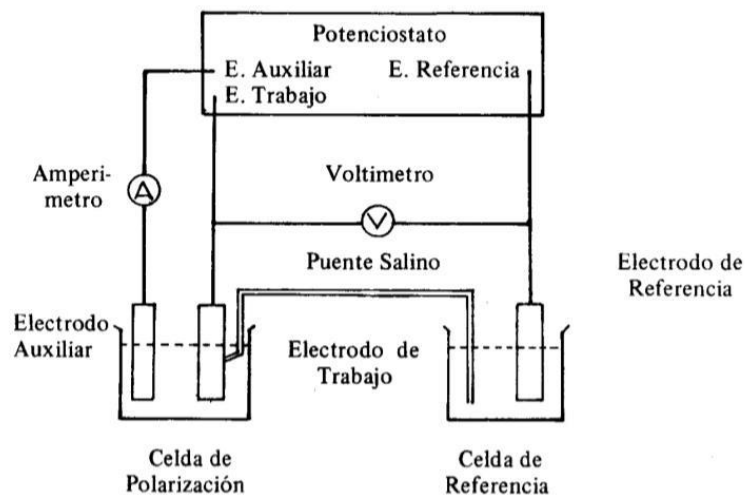 Potenciostato
E. Auxiliar
E. Referencia
E. Trabajo
Amperi-
metro
A
Voltimetro
V
Puente Salino
Electrodo de
Referencia
Electrodo
Auxiliar
Electrodo de
Trabajo
Celda de
Polarización
Celda de
Referencia